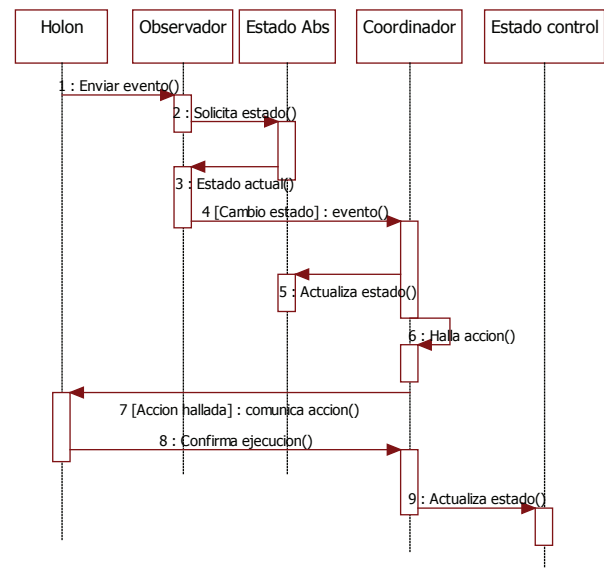 Holon
Observador
Estado Abs
Coordinador
Estado control
1 : Enviar evento()
2 : Solicita estado()
3 : Estado actual()
4 [Cambio estado] : evento()
5 : Actualiza estado()
6 : Halla accion()
7 [Accion hallada] : comunica accion()
8 : Confirma ejecucion()
9 : Actualiza estado()